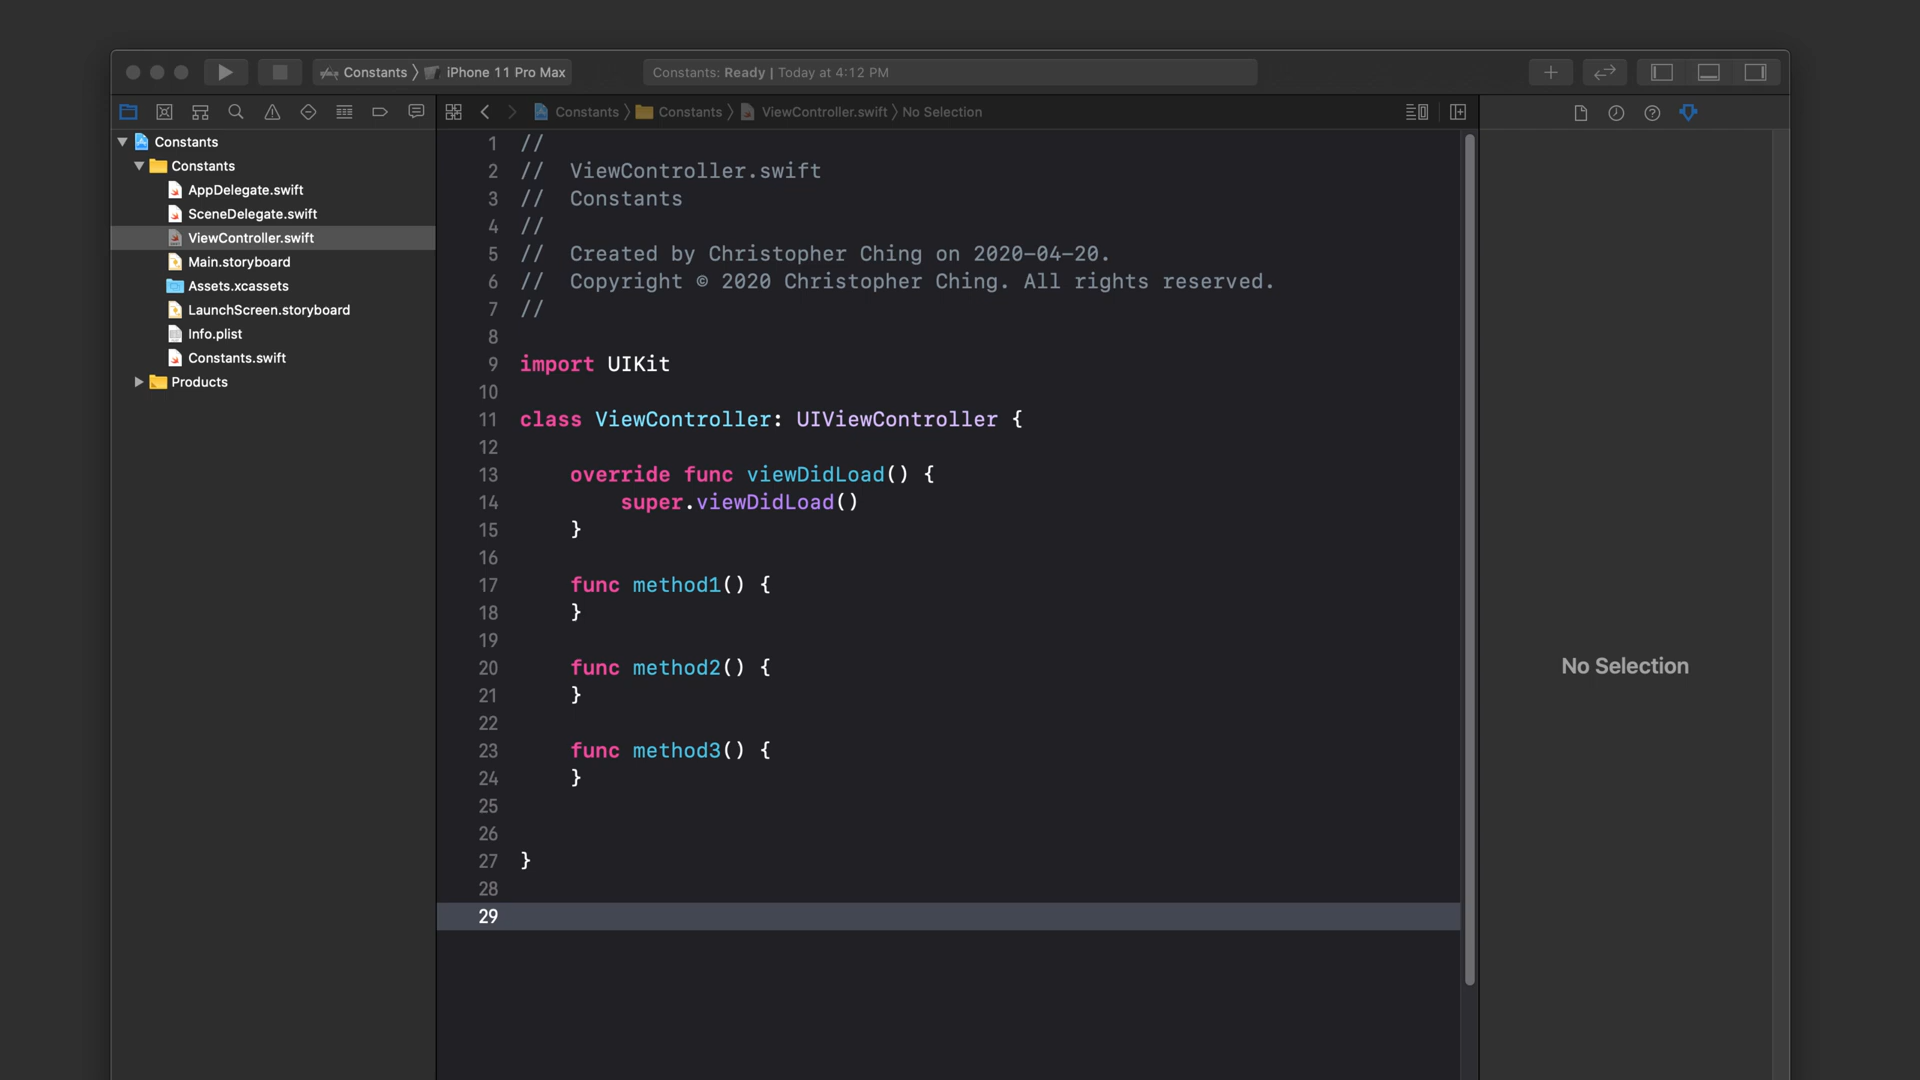 Constants 〉 iPhone 11 Pro Max
Constants: Ready | Today at 4:12 PM
Constants 〉 Constants 〉 ViewController.swift 〉 No Selection
Constants
Constants
AppDelegate.swift
SceneDelegate.swift
ViewController.swift
Main.storyboard
Assets.xcassets
LaunchScreen.storyboard
Info.plist
Constants.swift
Products
1 //
2 //  ViewController.swift
3 //  Constants
4 //
5 //  Created by Christopher Ching on 2020-04-20.
6 //  Copyright © 2020 Christopher Ching. All rights reserved.
7 //
8
9 import UIKit
10
11 class ViewController: UIViewController {
12
13     override func viewDidLoad() {
14         super.viewDidLoad()
15     }
16
17     func method1() {
18     }
19
20     func method2() {
21     }
22
23     func method3() {
24     }
25
26
27 }
28
29
No Selection